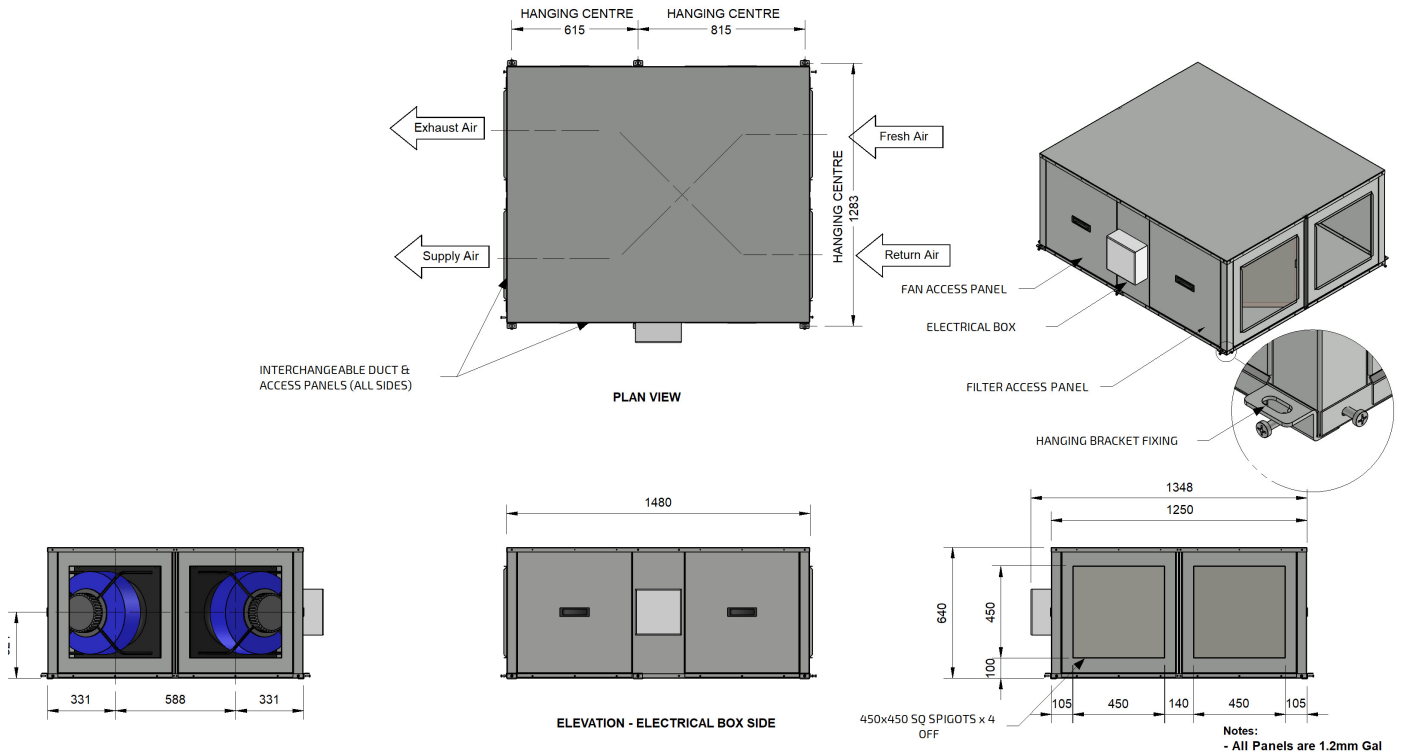 HANGING CENTRE
615
HANGING CENTRE
815
Exhaust Air
Fresh Air
HANGING CENTRE
1283
Supply Air
Return Air
INTERCHANGEABLE DUCT &
ACCESS PANELS (ALL SIDES)
PLAN VIEW
FAN ACCESS PANEL
ELECTRICAL BOX
FILTER ACCESS PANEL
HANGING BRACKET FIXING
331
588
331
1480
ELEVATION - ELECTRICAL BOX SIDE
1348
1250
640
450
100
105
450
140
450
105
450x450 SQ SPIGOTS x 4
OFF
Notes:
- All Panels are 1.2mm Gal